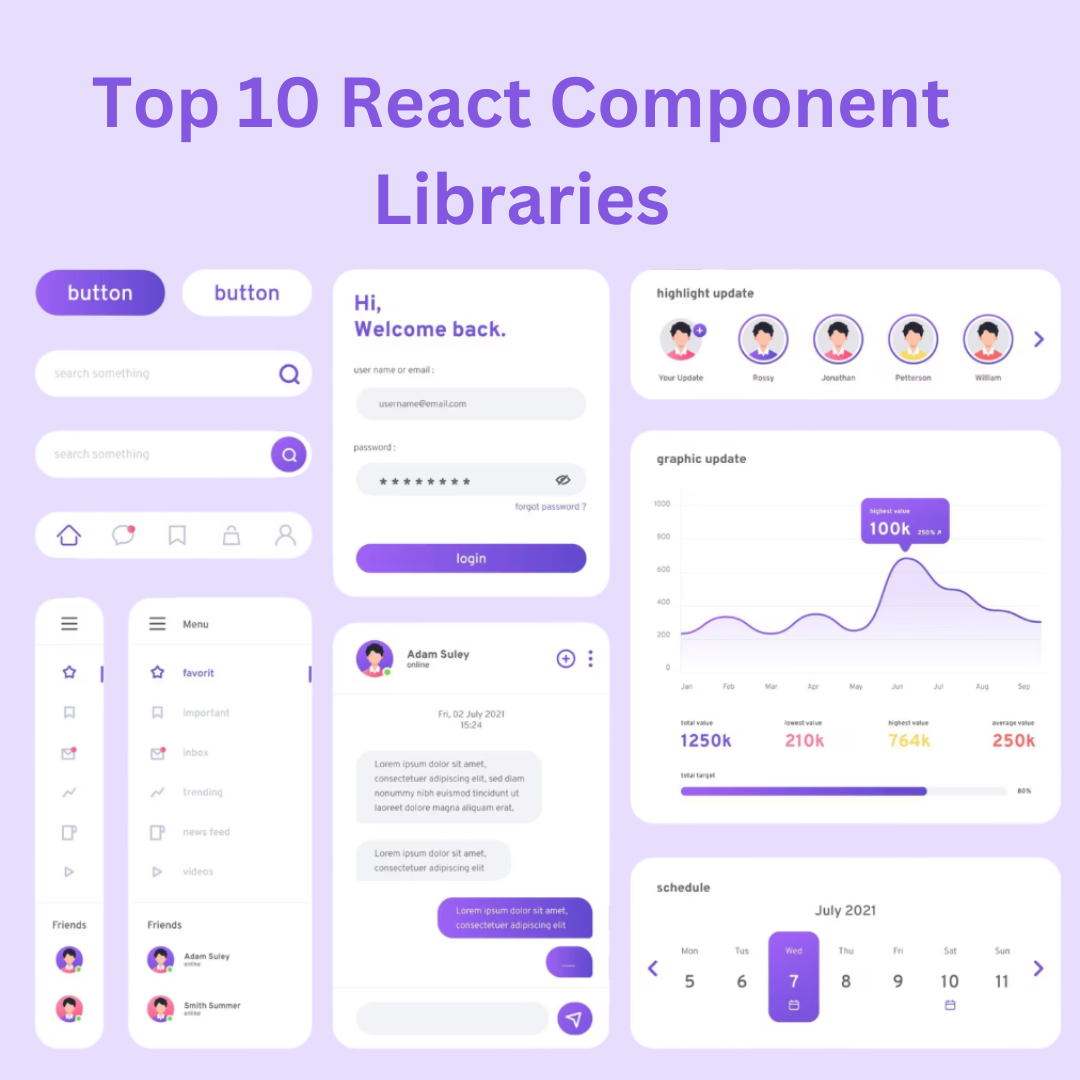 Top 10 React Component
Libraries
button
button
search something
search something
Menu
favorit
important
inbox
trending
news feed
videos
Friends
Friends
Adam Suley
online
Smith Summer
online
Hi,
Welcome back.
user name or email :
username@email.com
password :
********
forgot password ?
login
Adam Suley
online
Fri, 02 July 2021
15:24
Lorem ipsum dolor sit amet,
consectetuer adipiscing elit, sed diam
nonummy nibh euismod tincidunt ut
laoreet dolore magna aliquam erat.
Lorem ipsum dolor sit amet,
consectetuer adipiscing elit
Lorem ipsum dolor sit amet,
consectetuer adipiscing elit
....
highlight update
Your Update
Rossy
Jonathan
Petterson
William
graphic update
1000
800
600
400
200
0
highest value
100k 250% ↗
Jan Feb Mar Apr May Jun Jul Aug Sep
total value
1250k
lowest value
210k
highest value
764k
average value
250k
total target
80%
schedule
July 2021
Mon Tus Wed Thu Fri Sat Sun
5 6 7 8 9 10 11